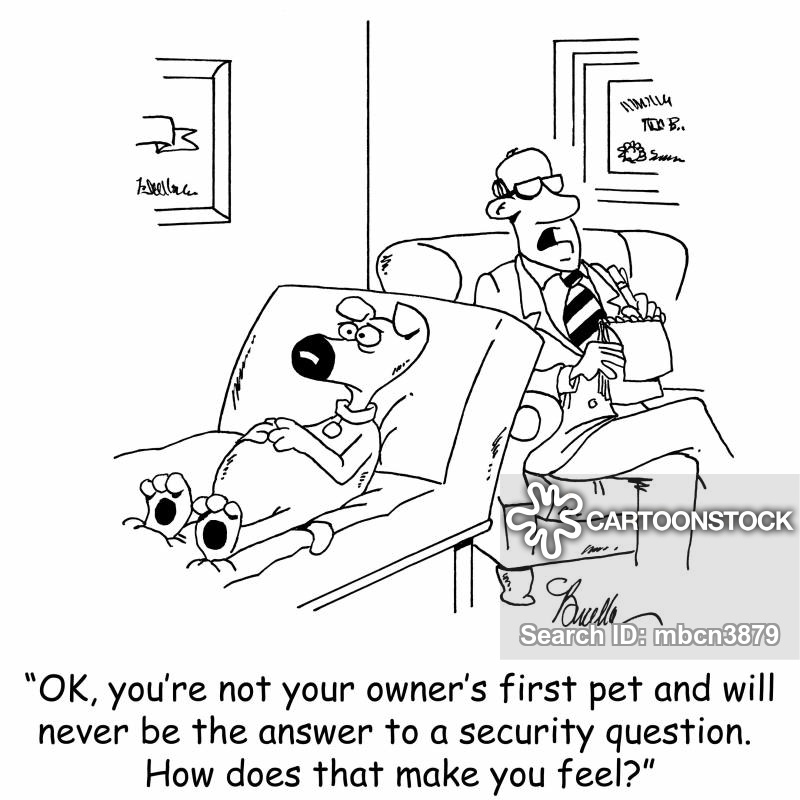 CARTOONSTOCK
Search ID: mbcn3879
“OK, you’re not your owner’s first pet and will
never be the answer to a security question.
How does that make you feel?”